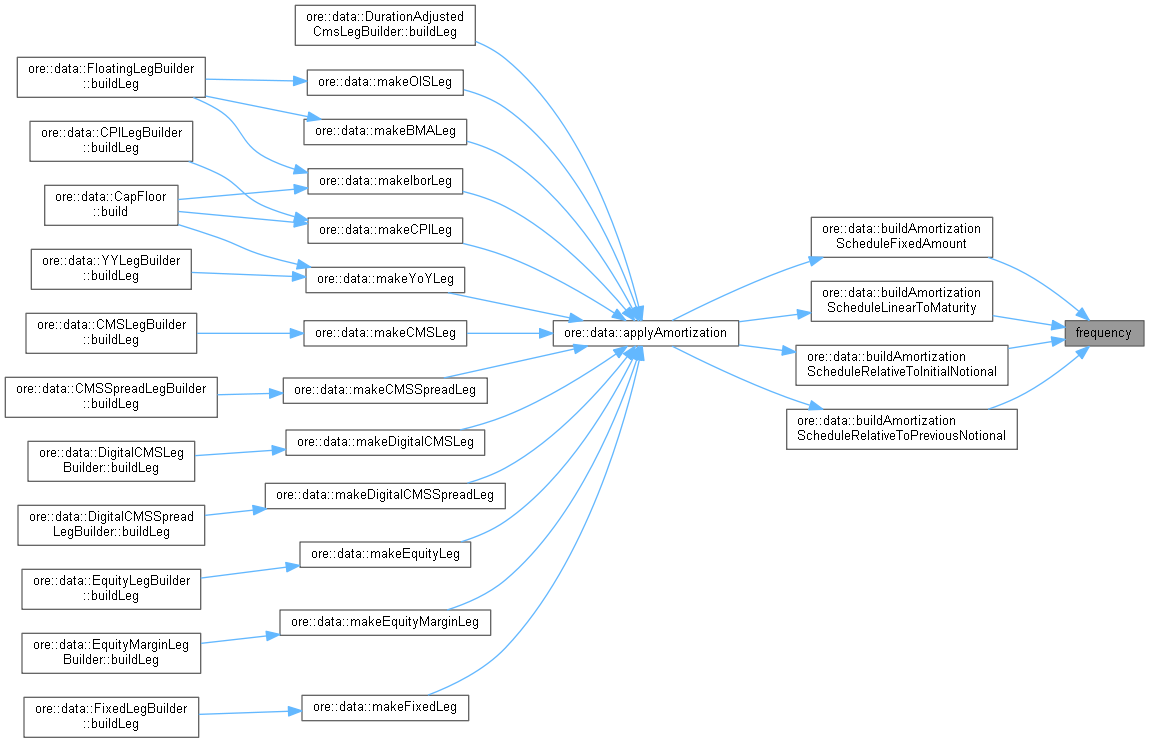 ore::data::DurationAdjusted
CmsLegBuilder::buildLeg
ore::data::FloatingLegBuilder
::buildLeg
ore::data::makeOISLeg
ore::data::CPILegBuilder
::buildLeg
ore::data::makeBMALeg
ore::data::CapFloor
::build
ore::data::makeIborLeg
ore::data::YYLegBuilder
::buildLeg
ore::data::makeCPILeg
ore::data::makeYoYLeg
ore::data::CMSLegBuilder
::buildLeg
ore::data::makeCMSLeg
ore::data::CMSSpreadLegBuilder
::buildLeg
ore::data::makeCMSSpreadLeg
ore::data::DigitalCMSLeg
Builder::buildLeg
ore::data::makeDigitalCMSLeg
ore::data::DigitalCMSSpread
LegBuilder::buildLeg
ore::data::makeDigitalCMSSpreadLeg
ore::data::EquityLegBuilder
::buildLeg
ore::data::makeEquityLeg
ore::data::EquityMarginLeg
Builder::buildLeg
ore::data::makeEquityMarginLeg
ore::data::FixedLegBuilder
::buildLeg
ore::data::makeFixedLeg
ore::data::applyAmortization
ore::data::buildAmortization
ScheduleFixedAmount
ore::data::buildAmortization
ScheduleLinearToMaturity
ore::data::buildAmortization
ScheduleRelativeToInitialNotional
ore::data::buildAmortization
ScheduleRelativeToPreviousNotional
frequency